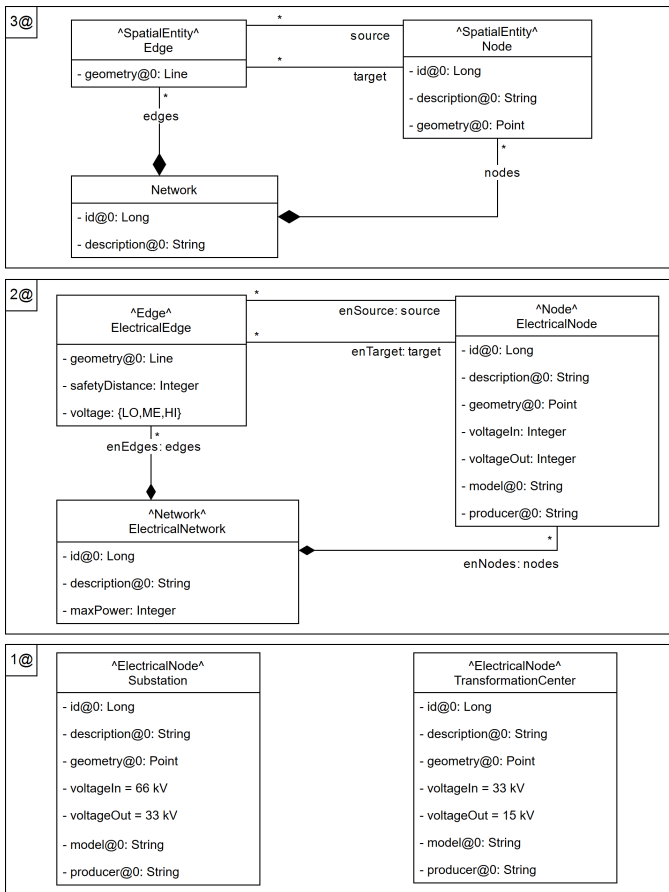 3@
^SpatialEntity^
Edge
- geometry@0: Line
*
source
*
target
^SpatialEntity^
Node
- id@0: Long
- description@0: String
- geometry@0: Point
*
edges
*
nodes
Network
- id@0: Long
- description@0: String
2@
^Edge^
ElectricalEdge
- geometry@0: Line
- safetyDistance: Integer
- voltage: {LO,ME,HI}
*
enSource: source
*
enTarget: target
^Node^
ElectricalNode
- id@0: Long
- description@0: String
- geometry@0: Point
- voltageIn: Integer
- voltageOut: Integer
- model@0: String
- producer@0: String
*
enEdges: edges
^Network^
ElectricalNetwork
- id@0: Long
- description@0: String
- maxPower: Integer
*
enNodes: nodes
1@
^ElectricalNode^
Substation
- id@0: Long
- description@0: String
- geometry@0: Point
- voltageIn = 66 kV
- voltageOut = 33 kV
- model@0: String
- producer@0: String
^ElectricalNode^
TransformationCenter
- id@0: Long
- description@0: String
- geometry@0: Point
- voltageIn = 33 kV
- voltageOut = 15 kV
- model@0: String
- producer@0: String